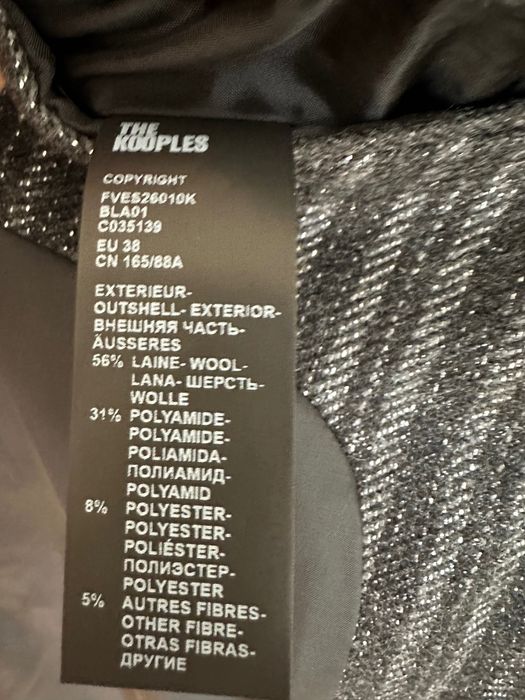 THE
KOOPLES
COPYRIGHT
FVES26010K
BLA01
C035139
EU 38
CN 165/88A
EXTERIEUR-
OUTSHELL- EXTERIOR-
ВНЕШНЯЯ ЧАСТЬ-
ÄUSSERES
56% LAINE- WOOL-
LANA- ШЕРСТЬ-
WOLLE
31% POLYAMIDE-
POLYAMIDE-
POLIAMIDA-
ПОЛИАМИД-
POLYAMID
8% POLYESTER-
POLYESTER-
POLIÉSTER-
ПОЛИЭСТЕР-
POLYESTER
5% AUTRES FIBRES-
OTHER FIBRE-
OTRAS FIBRAS-
ДРУГИЕ